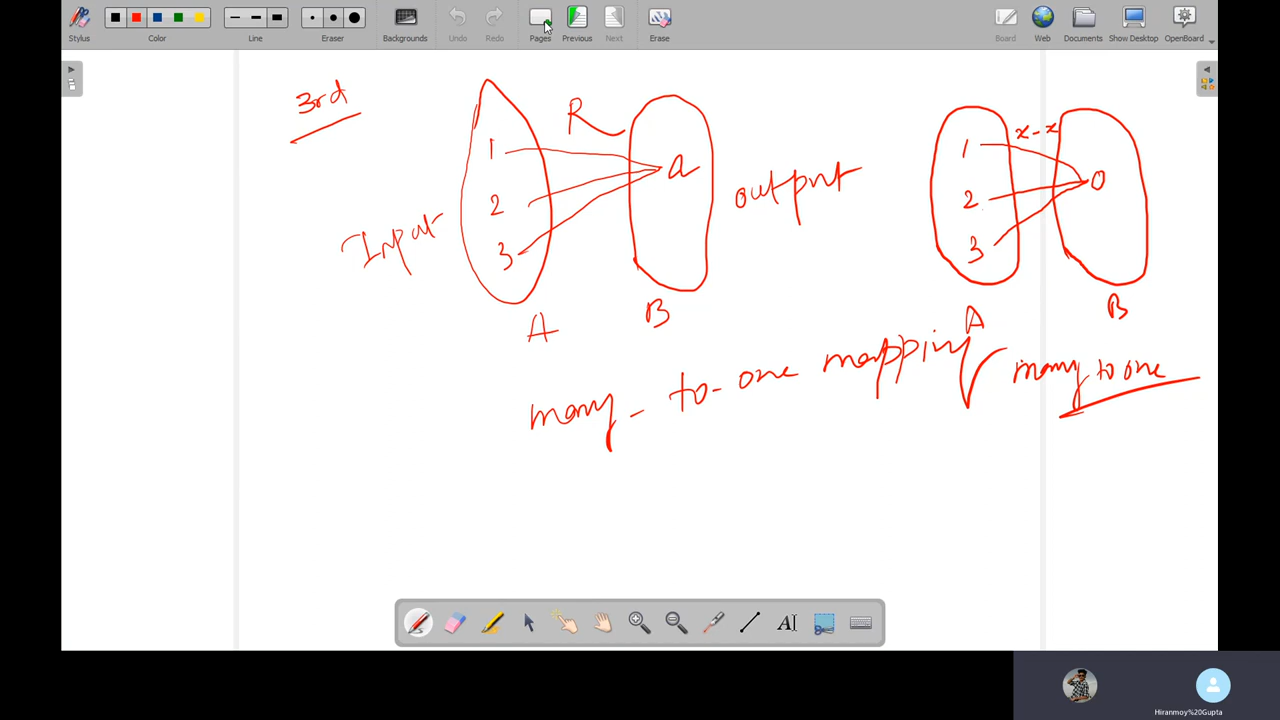 Stylus
Color
Line
Eraser
Backgrounds
Undo
Redo
Pages
Previous
Next
Erase
Board
Web
Documents
Show Desktop
OpenBoard
3rd
R
x-x
1
a
2
3
Input
output
A
B
1
0
2
3
A
B
many-to-one mapping
many to one
Hiranmoy%20Gupta